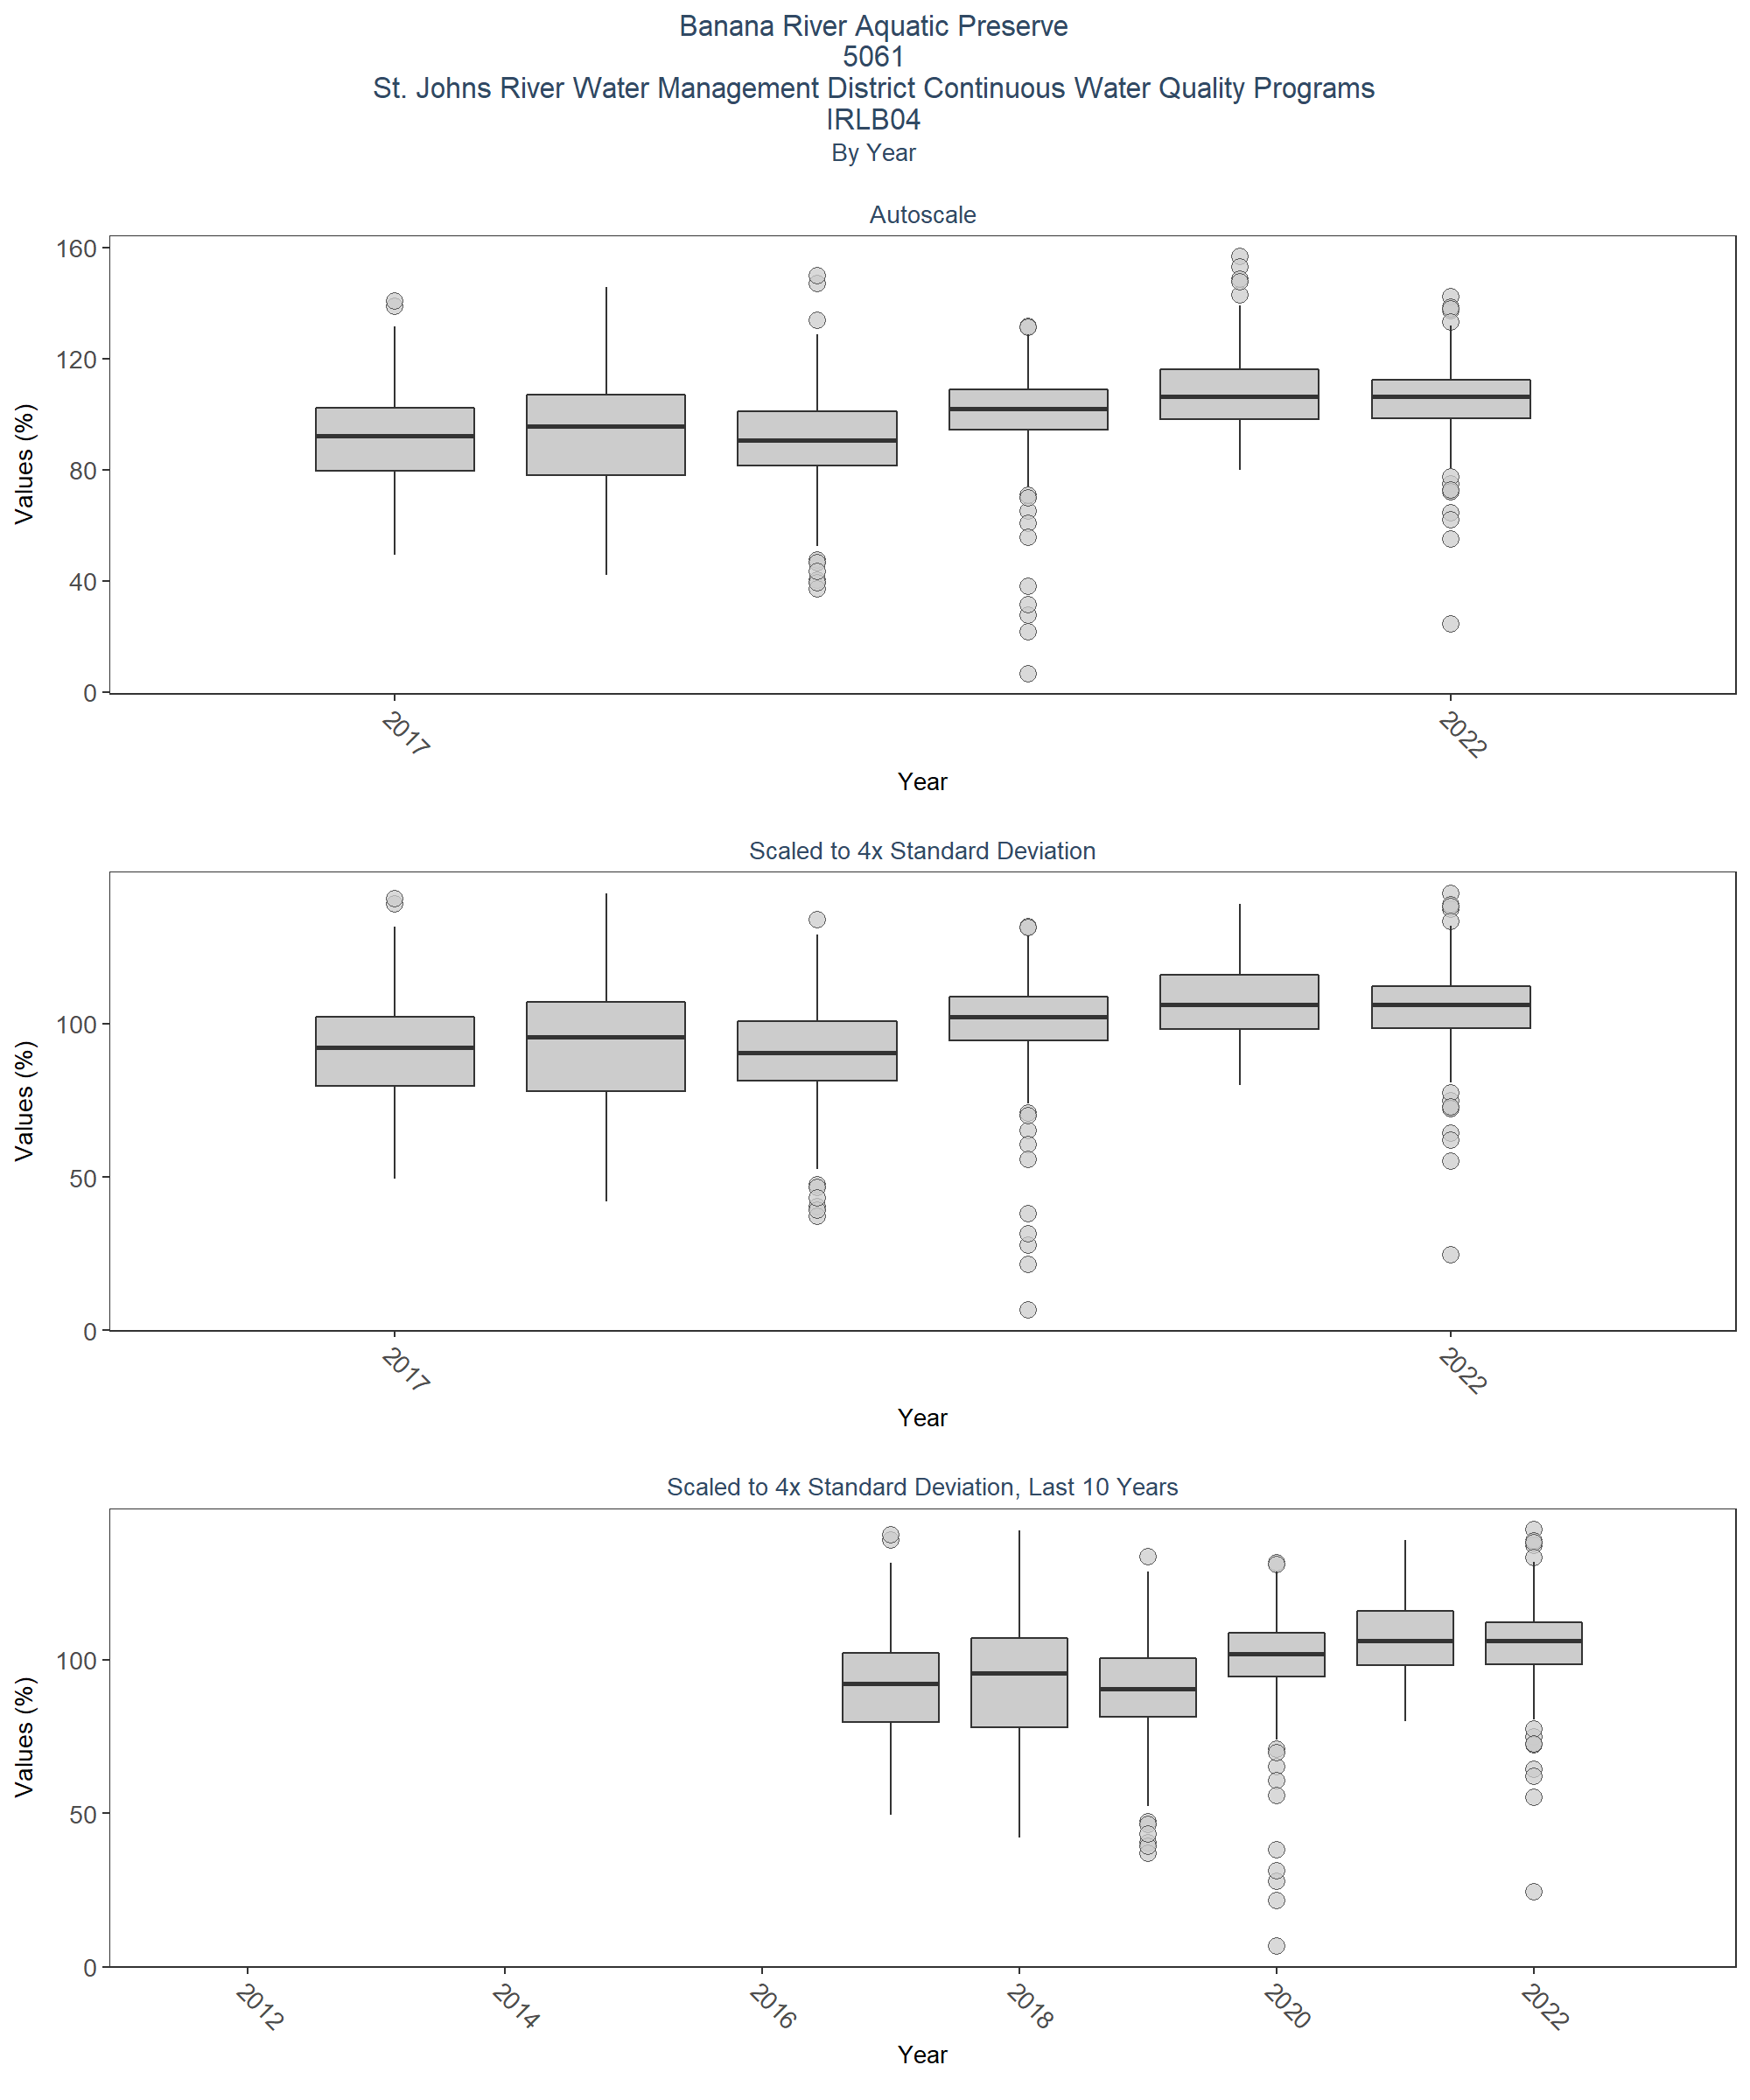 Banana River Aquatic Preserve
5061
St. Johns River Water Management District Continuous Water Quality Programs
IRLB04
By Year
Autoscale
160
120
80
40
0
Values (%)
2017
2022
Year
Scaled to 4x Standard Deviation
100
50
0
Values (%)
2017
2022
Year
Scaled to 4x Standard Deviation, Last 10 Years
100
50
0
Values (%)
2012
2014
2016
2018
2020
2022
Year